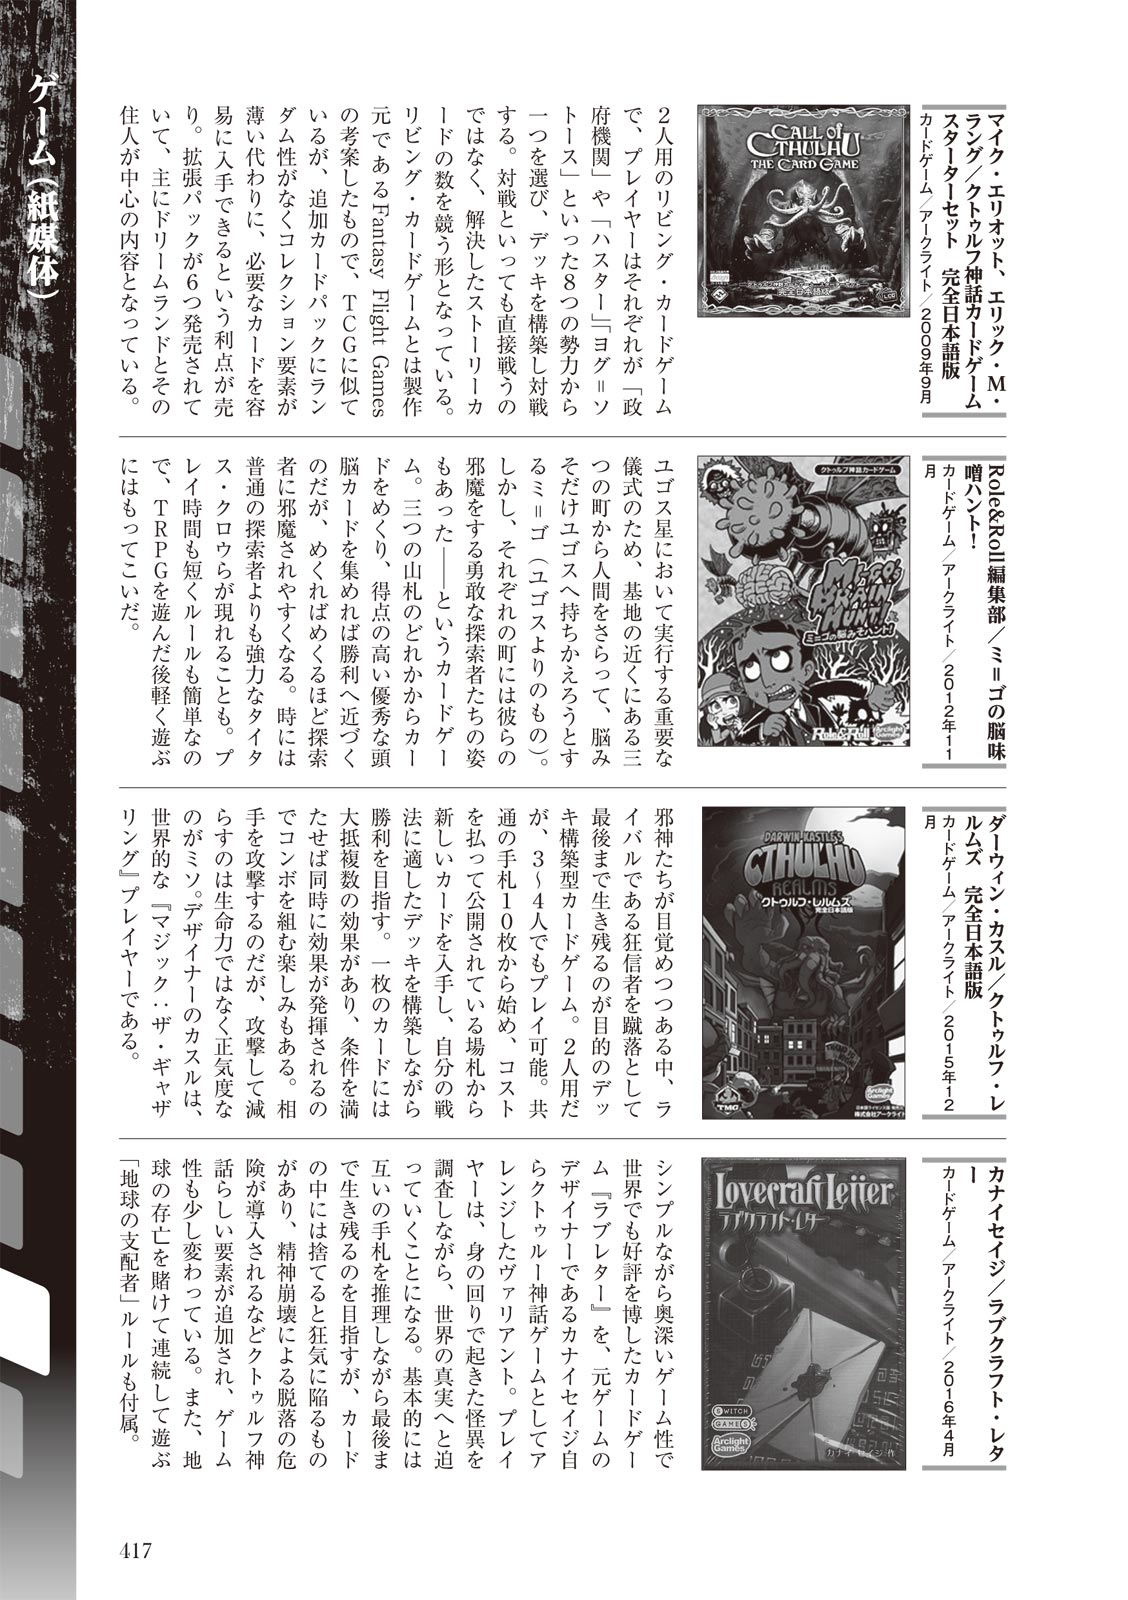 ゲーム（紙媒体）
マイク・エリオット、エリック・M・
ラング／クトゥルフ神話カードゲーム
スターターセット　完全日本語版
カードゲーム／アークライト／2009年9月
CALL of
CTHULHU
THE CARD GAME
完全日本語版
LCG
２人用のリビング・カードゲーム
で、プレイヤーはそれぞれが「政
府機関」や「ハスター」「ヨグ＝ソ
トース」といった８つの勢力から
一つを選び、デッキを構築し対戦
する。対戦といっても直接戦うの
ではなく、解決したストーリーカ
ードの数を競う形となっている。
リビング・カードゲームとは製作
元であるFantasy Flight Games
の考案したもので、ＴＣＧに似て
いるが、追加カードパックにラン
ダム性がなくコレクション要素が
薄い代わりに、必要なカードを容
易に入手できるという利点が売
り。拡張パックが６つ発売されて
いて、主にドリームランドとその
住人が中心の内容となっている。
Role&Roll編集部／ミ＝ゴの脳味
噌ハント！
カードゲーム／アークライト／2012年11
月
クトゥルフ神話カードゲーム
MI-GO'S
BRAIN
HUNT!
ミ=ゴの脳みそハント!
Role&Roll
Arclight
Games
ユゴス星において実行する重要な
儀式のため、基地の近くにある三
つの町から人間をさらって、脳み
そだけユゴスへ持ちかえろうとす
るミ＝ゴ（ユゴスよりのもの）。
しかし、それぞれの町には彼らの
邪魔をする勇敢な探索者たちの姿
もあった――というカードゲー
ム。三つの山札のどれかからカー
ドをめくり、得点の高い優秀な頭
脳カードを集めれば勝利へ近づく
のだが、めくればめくるほど探索
者に邪魔されやすくなる。時には
普通の探索者よりも強力なタイタ
ス・クロウらが現れることも。プ
レイ時間も短くルールも簡単なの
で、ＴＲＰＧを遊んだ後軽く遊ぶ
にはもってこいだ。
ダーウィン・カスル／クトゥルフ・レ
ルムズ　完全日本語版
カードゲーム／アークライト／2015年12
月
DARWIN KASTLE'S
CTHULHU
REALMS
クトゥルフ・レルムズ
完全日本語版
TMG
Arclight
Games
株式会社アークライト
邪神たちが目覚めつつある中、ラ
イバルである狂信者を蹴落として
最後まで生き残るのが目的のデッ
キ構築型カードゲーム。２人用だ
が、３〜４人でもプレイ可能。共
通の手札１０枚から始め、コスト
を払って公開されている場札から
新しいカードを入手し、自分の戦
法に適したデッキを構築しながら
勝利を目指す。一枚のカードには
大抵複数の効果があり、条件を満
たせば同時に効果が発揮されるの
でコンボを組む楽しみもある。相
手を攻撃するのだが、攻撃して減
らすのは生命力ではなく正気度な
のがミソ。デザイナーのカスルは、
世界的な『マジック：ザ・ギャザ
リング』プレイヤーである。
カナイセイジ／ラブクラフト・レタ
ー
カードゲーム／アークライト／2016年4月
Lovecraft Letter
ラブクラフト・レター
SWITCH
GAMES
Arclight
Games
カナイセイジ 作
シンプルながら奥深いゲーム性で
世界でも好評を博したカードゲー
ム『ラブレター』を、元ゲームの
デザイナーであるカナイセイジ自
らクトゥルー神話ゲームとしてア
レンジしたヴァリアント。プレイ
ヤーは、身の回りで起きた怪異を
調査しながら、世界の真実へと迫
っていくことになる。基本的には
互いの手札を推理しながら最後ま
で生き残るのを目指すが、カード
の中には捨てると狂気に陥るもの
があり、精神崩壊による脱落の危
険が導入されるなどクトゥルフ神
話らしい要素が追加され、ゲーム
性も少し変わっている。また、地
球の存亡を賭けて連続して遊ぶ
「地球の支配者」ルールも付属。
417